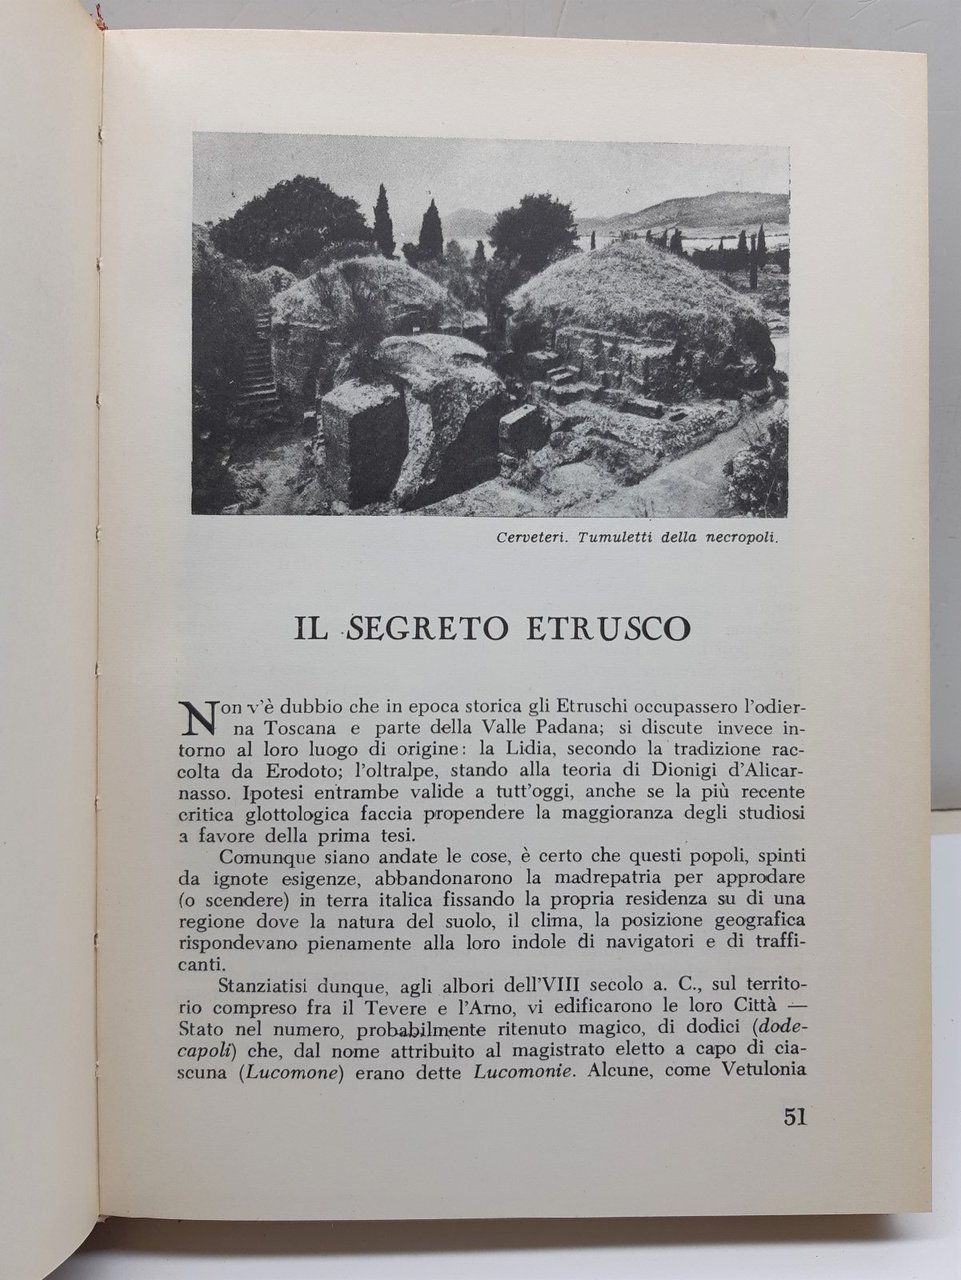 Cerveteri. Tumuletti della necropoli.
IL SEGRETO ETRUSCO
Non v'è dubbio che in epoca storica gli Etruschi occupassero l'odier-
na Toscana e parte della Valle Padana; si discute invece in-
torno al loro luogo di origine: la Lidia, secondo la tradizione rac-
colta da Erodoto; l'oltralpe, stando alla teoria di Dionigi d'Alicar-
nasso. Ipotesi entrambe valide a tutt'oggi, anche se la più recente
critica glottologica faccia propendere la maggioranza degli studiosi
a favore della prima tesi.
Comunque siano andate le cose, è certo che questi popoli, spinti
da ignote esigenze, abbandonarono la madrepatria per approdare
(o scendere) in terra italica fissando la propria residenza su di una
regione dove la natura del suolo, il clima, la posizione geografica
rispondevano pienamente alla loro indole di navigatori e di traffi-
canti.
Stanziatisi dunque, agli albori dell'VIII secolo a. C., sul territo-
rio compreso fra il Tevere e l'Arno, vi edificarono le loro Città —
Stato nel numero, probabilmente ritenuto magico, di dodici (dode-
capoli) che, dal nome attribuito al magistrato eletto a capo di cia-
scuna (Lucomone) erano dette Lucomonie. Alcune, come Vetulonia
51